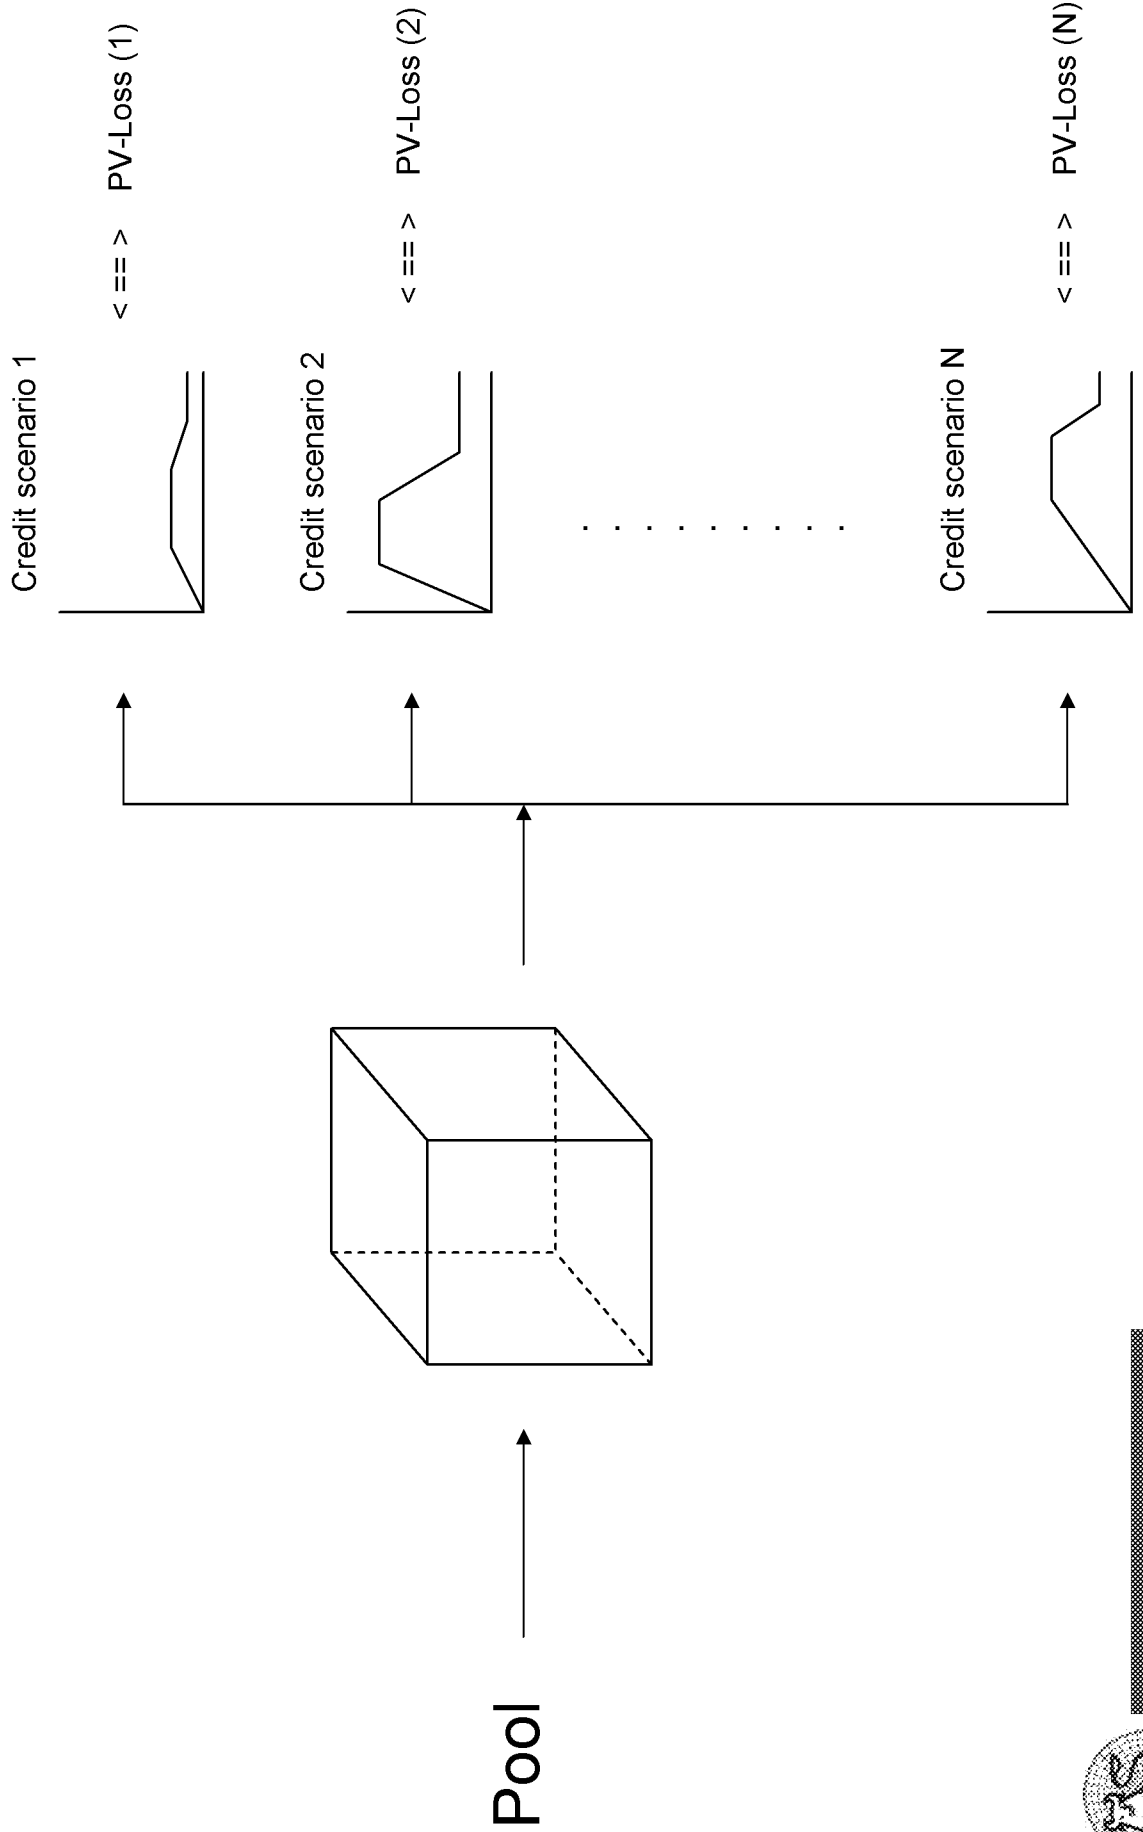 Pool
Credit scenario 1
< == > PV-Loss (1)
Credit scenario 2
< == > PV-Loss (2)
. . . . . . . . .
Credit scenario N
< == > PV-Loss (N)